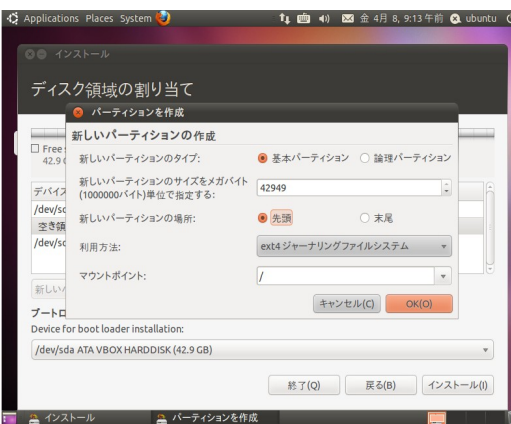 Applications Places System 金 4月 8, 9:13 午前 ubuntu
インストール
ディスク領域の割り当て
パーティションを作成
新しいパーティションの作成
Free
42.9
新しいパーティションのタイプ: 基本パーティション 論理パーティション
新しいパーティションのサイズをメガバイト
(1000000バイト)単位で指定する: 42949
デバイス
/dev/sd
新しいパーティションの場所: 先頭 末尾
空き領
/dev/sd
利用方法: ext4 ジャーナリングファイルシステム
マウントポイント: /
新しい
キャンセル(C) OK(O)
ブートロ
Device for boot loader installation:
/dev/sda ATA VBOX HARDDISK (42.9 GB)
終了(Q) 戻る(B) インストール(I)
インストール パーティションを作成